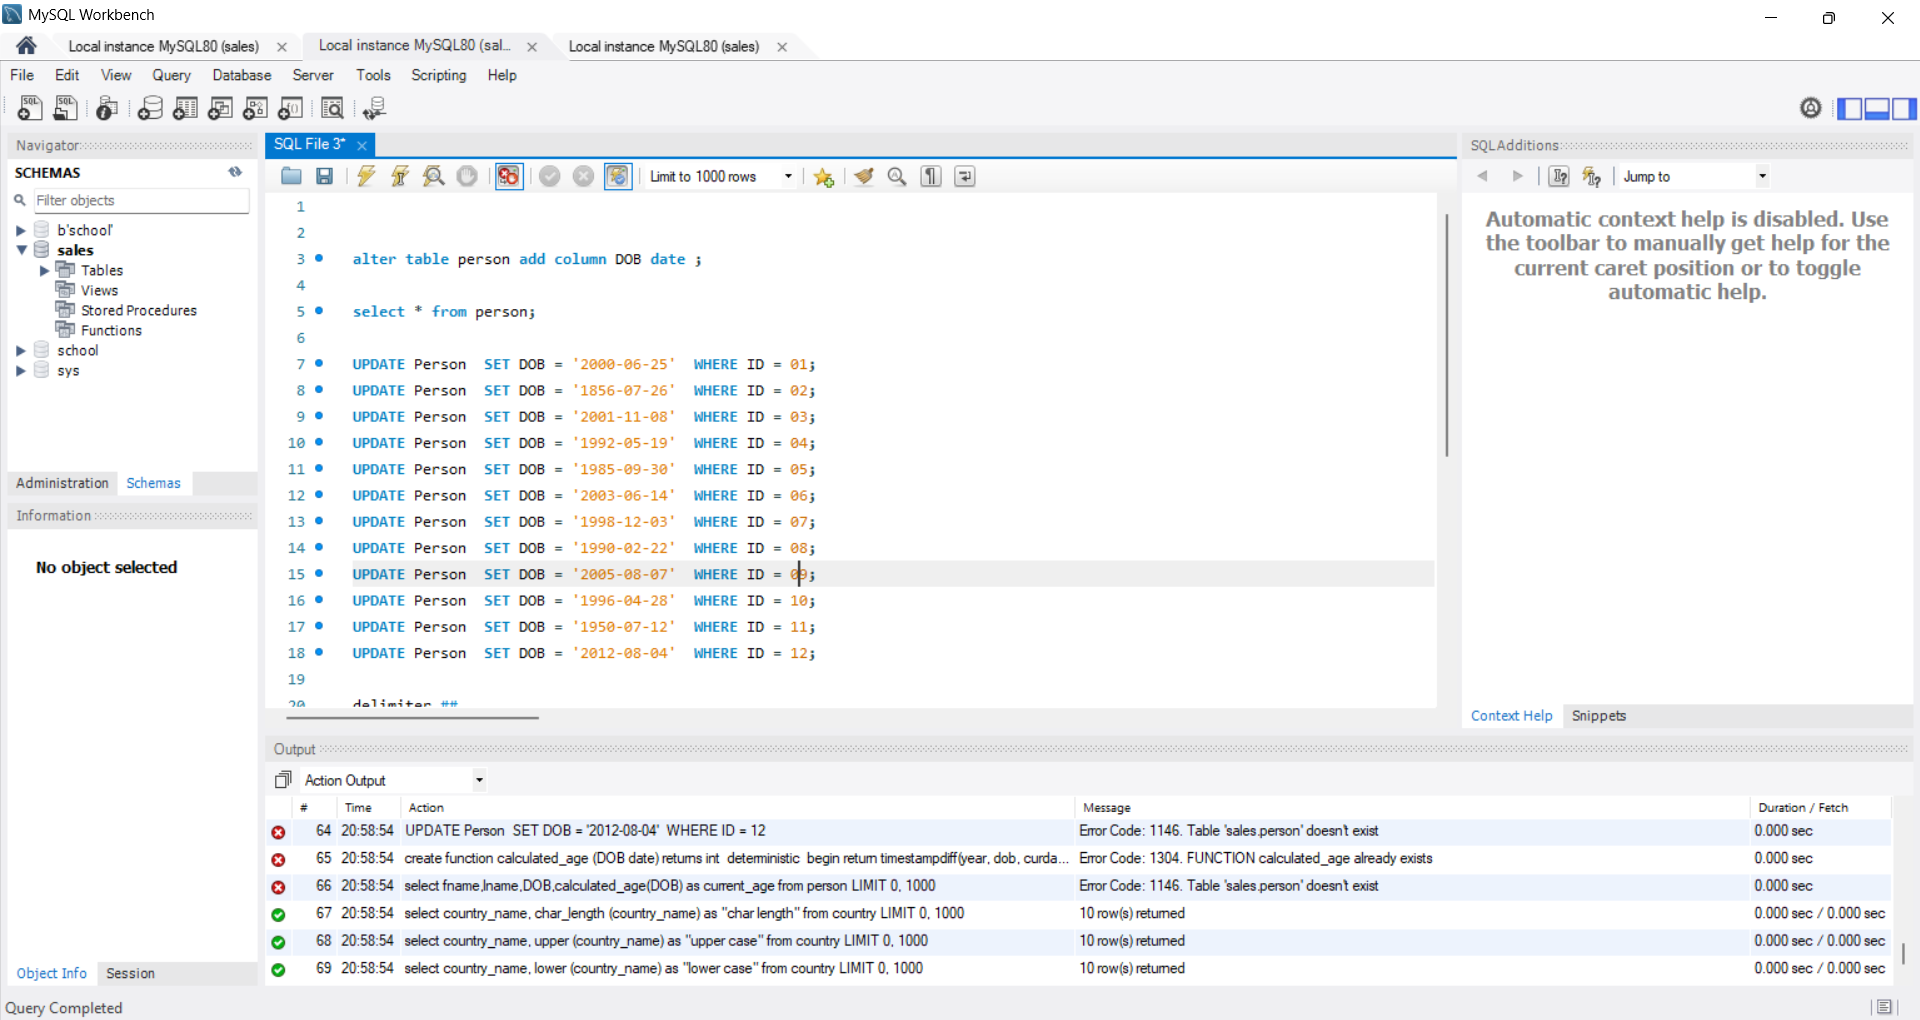 MySQL Workbench
Local instance MySQL80 (sales)
Local instance MySQL80 (sal...
Local instance MySQL80 (sales)
File Edit View Query Database Server Tools Scripting Help
Navigator
SCHEMAS
Filter objects
b'school'
sales
Tables
Views
Stored Procedures
Functions
school
sys
Administration Schemas
Information
No object selected
Object Info Session
SQL File 3*
Limit to 1000 rows
1
2
3 alter table person add column DOB date ;
4
5 select * from person;
6
7 UPDATE Person SET DOB = '2000-06-25' WHERE ID = 01;
8 UPDATE Person SET DOB = '1856-07-26' WHERE ID = 02;
9 UPDATE Person SET DOB = '2001-11-08' WHERE ID = 03;
10 UPDATE Person SET DOB = '1992-05-19' WHERE ID = 04;
11 UPDATE Person SET DOB = '1985-09-30' WHERE ID = 05;
12 UPDATE Person SET DOB = '2003-06-14' WHERE ID = 06;
13 UPDATE Person SET DOB = '1998-12-03' WHERE ID = 07;
14 UPDATE Person SET DOB = '1990-02-22' WHERE ID = 08;
15 UPDATE Person SET DOB = '2005-08-07' WHERE ID = 09;
16 UPDATE Person SET DOB = '1996-04-28' WHERE ID = 10;
17 UPDATE Person SET DOB = '1950-07-12' WHERE ID = 11;
18 UPDATE Person SET DOB = '2012-08-04' WHERE ID = 12;
19
20 delimiter ##
SQLAdditions
Jump to
Automatic context help is disabled. Use
the toolbar to manually get help for the
current caret position or to toggle
automatic help.
Context Help Snippets
Output
Action Output
# Time Action Message Duration / Fetch
64 20:58:54 UPDATE Person SET DOB = '2012-08-04' WHERE ID = 12 Error Code: 1146. Table 'sales.person' doesn't exist 0.000 sec
65 20:58:54 create function calculated_age (DOB date) returns int deterministic begin return timestampdiff(year, dob, curda... Error Code: 1304. FUNCTION calculated_age already exists 0.000 sec
66 20:58:54 select fname,lname,DOB,calculated_age(DOB) as current_age from person LIMIT 0, 1000 Error Code: 1146. Table 'sales.person' doesn't exist 0.000 sec
67 20:58:54 select country_name, char_length (country_name) as "char length" from country LIMIT 0, 1000 10 row(s) returned 0.000 sec / 0.000 sec
68 20:58:54 select country_name, upper (country_name) as "upper case" from country LIMIT 0, 1000 10 row(s) returned 0.000 sec / 0.000 sec
69 20:58:54 select country_name, lower (country_name) as "lower case" from country LIMIT 0, 1000 10 row(s) returned 0.000 sec / 0.000 sec
Query Completed